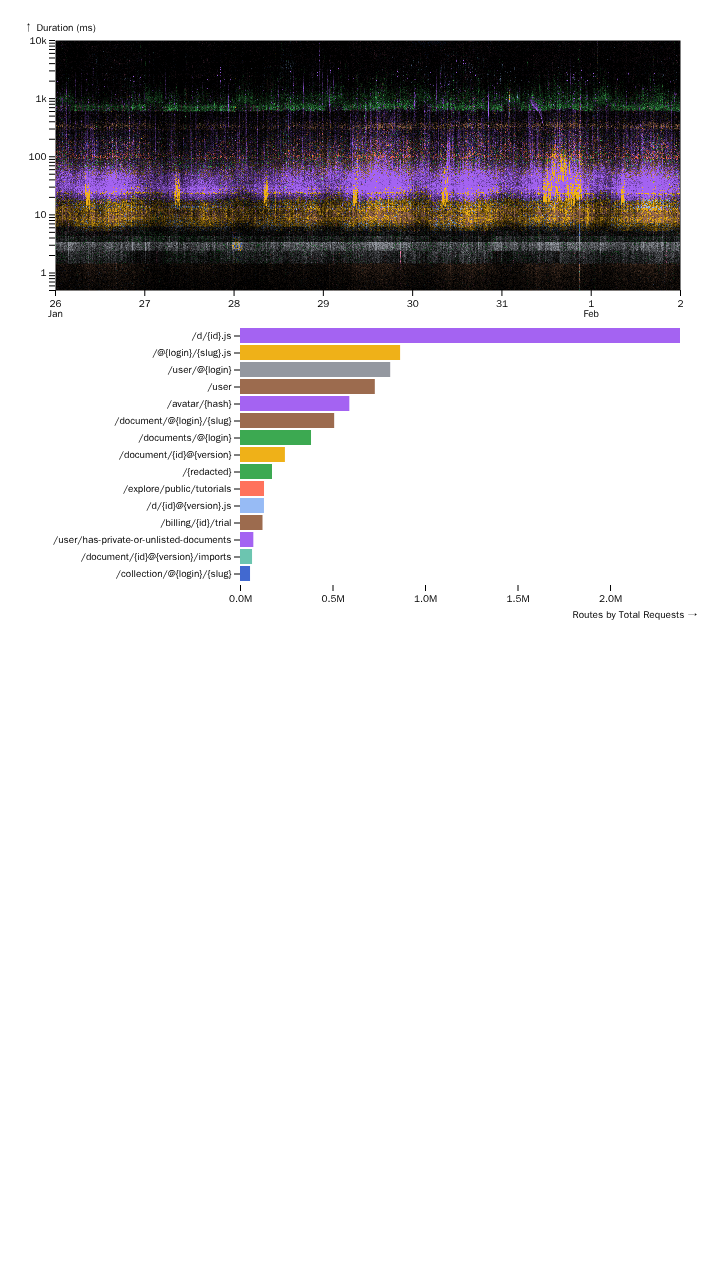 ↑ Duration (ms)
10k
1k
100
10
1
26 27 28 29 30 31 1 2
Jan Feb
/d/{id}.js
/@{login}/{slug}.js
/user/@{login}
/user
/avatar/{hash}
/document/@{login}/{slug}
/documents/@{login}
/document/{id}@{version}
/{redacted}
/explore/public/tutorials
/d/{id}@{version}.js
/billing/{id}/trial
/user/has-private-or-unlisted-documents
/document/{id}@{version}/imports
/collection/@{login}/{slug}
0.0M 0.5M 1.0M 1.5M 2.0M
Routes by Total Requests →